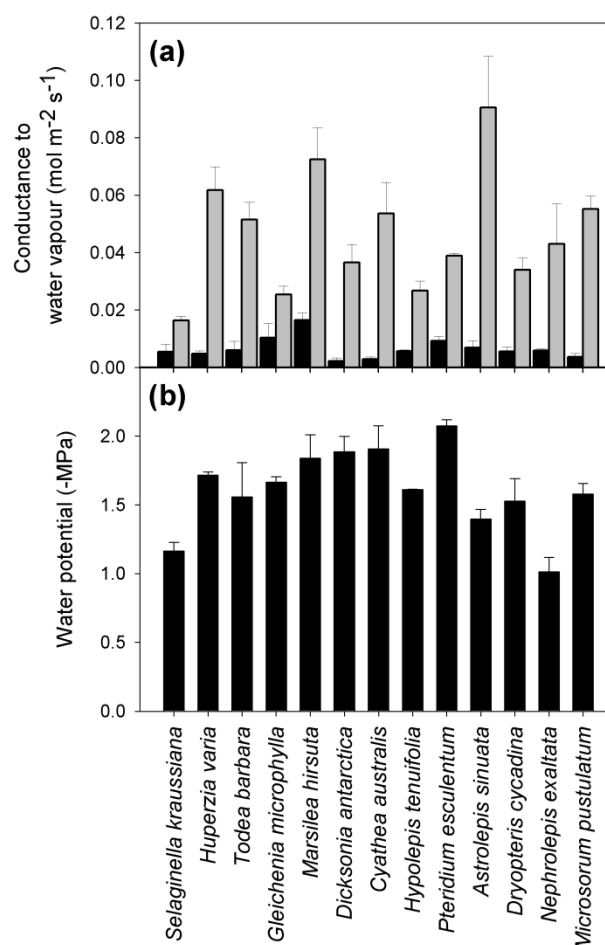 (a)
Conductance to
water vapour (mol m⁻² s⁻¹)
0.12
0.10
0.08
0.06
0.04
0.02
0.00
(b)
Water potential (-MPa)
2.0
1.5
1.0
0.5
0.0
Selaginella kraussiana
Huperzia varia
Todea barbara
Gleichenia microphylla
Marsilea hirsuta
Dicksonia antarctica
Cyathea australis
Hypolepis tenuifolia
Pteridium esculentum
Astrolepis sinuata
Dryopteris cycadina
Nephrolepis exaltata
Microsorum pustulatum